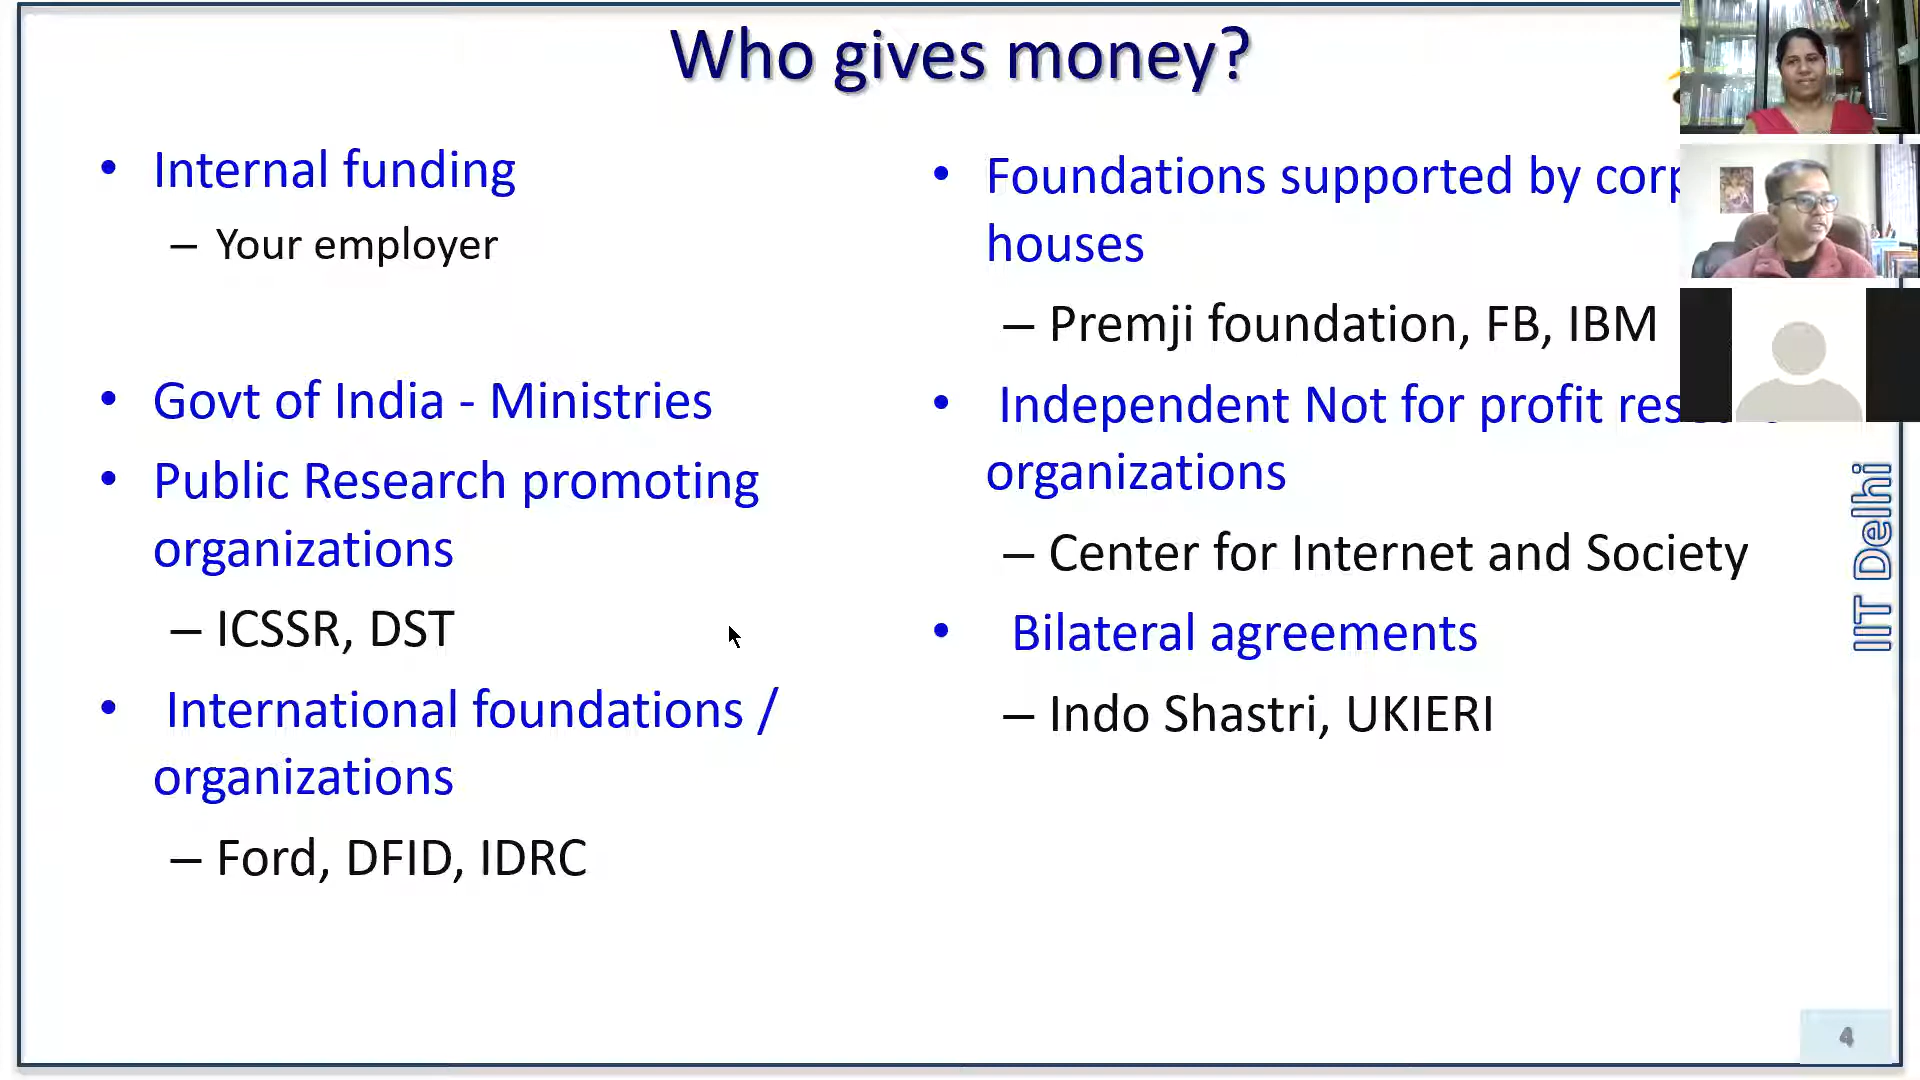 Who gives money?
• Internal funding
– Your employer
• Govt of India - Ministries
• Public Research promoting
organizations
– ICSSR, DST
• International foundations /
organizations
– Ford, DFID, IDRC
• Foundations supported by
houses
– Premji foundation, FB, IBM
• Independent Not for profit
organizations
– Center for Internet and Society
• Bilateral agreements
– Indo Shastri, UKIERI
IIT Delhi
4